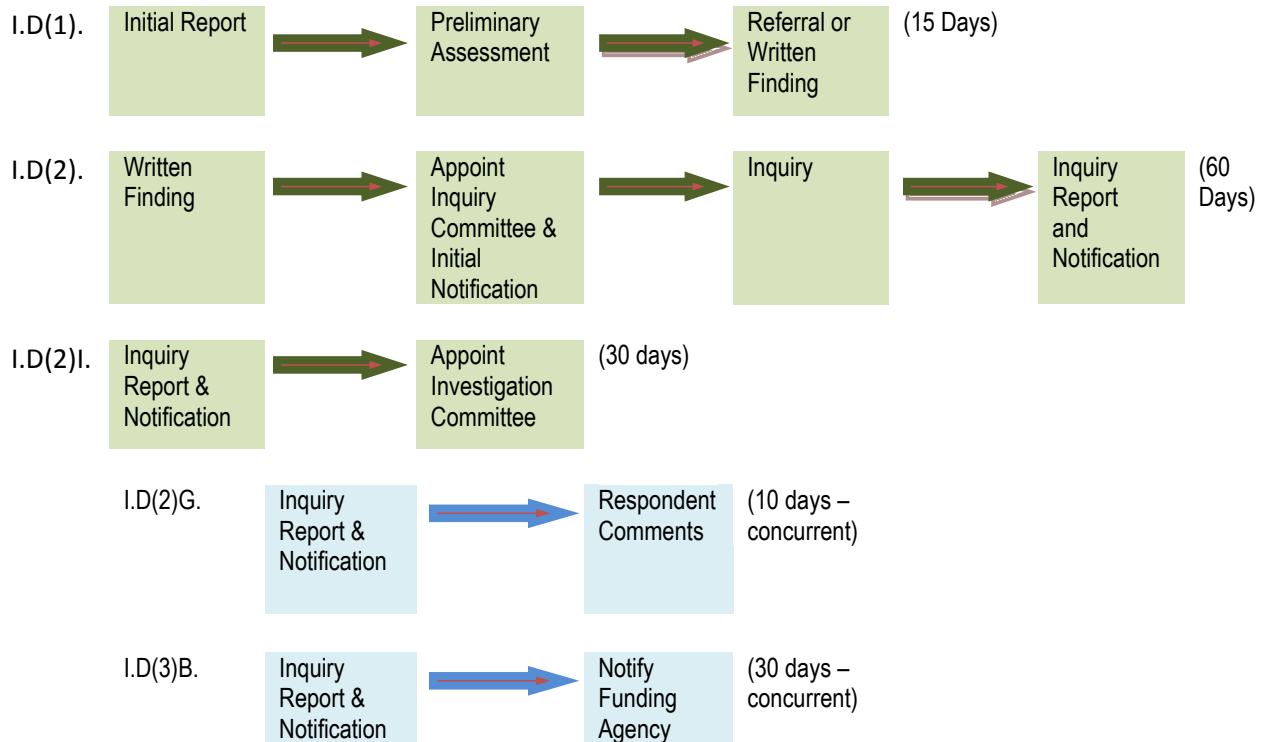 I.D(1).
Initial Report
Preliminary
Assessment
Referral or
Written
Finding
(15 Days)
I.D(2).
Written
Finding
Appoint
Inquiry
Committee &
Initial
Notification
Inquiry
Inquiry
Report
and
Notification
(60
Days)
I.D(2)I.
Inquiry
Report &
Notification
Appoint
Investigation
Committee
(30 days)
I.D(2)G.
Inquiry
Report &
Notification
Respondent
Comments
(10 days –
concurrent)
I.D(3)B.
Inquiry
Report &
Notification
Notify
Funding
Agency
(30 days –
concurrent)